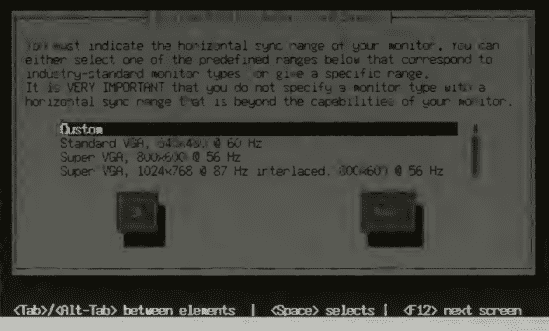 You must indicate the horizontal sync range of your monitor. You can
either select one of the predefined ranges below that correspond to
industry-standard monitor types or give a specific range.
It is VERY IMPORTANT that you do not specify a monitor type with a
horizontal sync range that is beyond the capabilities of your monitor.
Custom
Standard VGA, 640x480 @ 60 Hz
Super VGA, 800x600 @ 56 Hz
Super VGA, 1024x768 @ 87 Hz interlaced, 800x600 @ 56 Hz
<Tab>/<Alt-Tab> between elements | <Space> selects | <F12> next screen